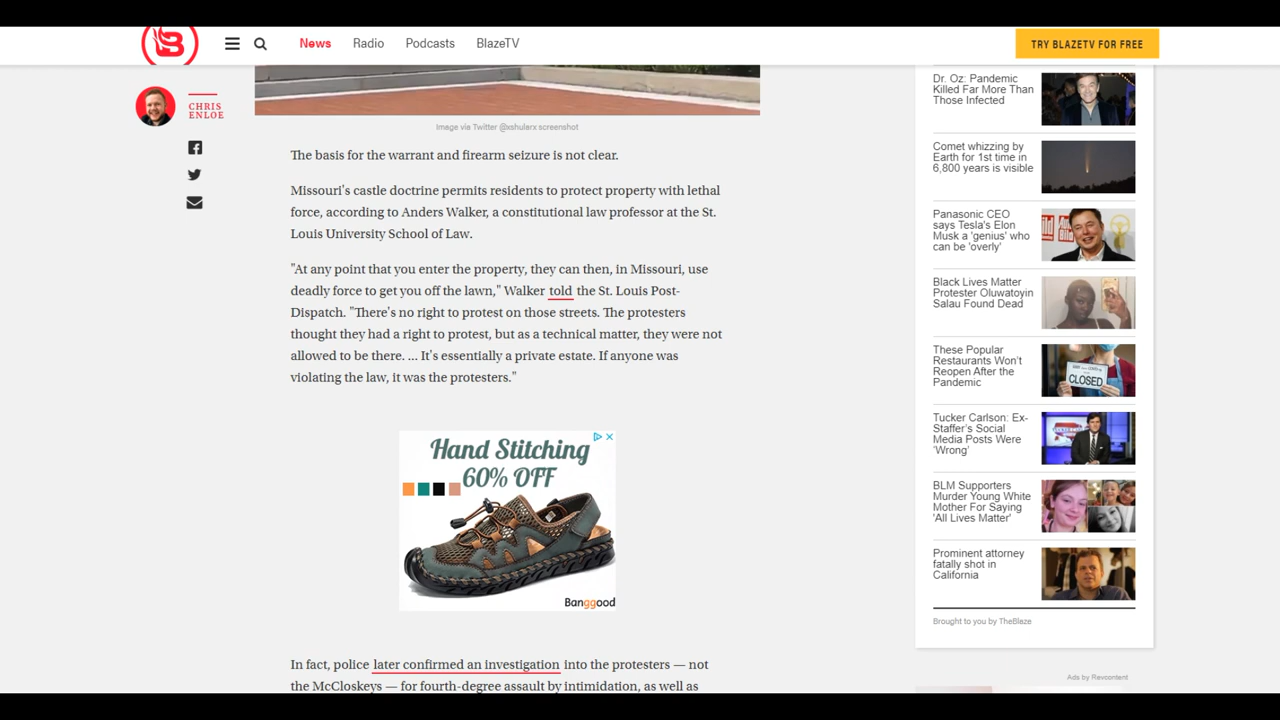 News
Radio
Podcasts
BlazeTV
TRY BLAZETV FOR FREE
CHRIS
ENLOE
Image via Twitter @xshularx screenshot
The basis for the warrant and firearm seizure is not clear.
Missouri's castle doctrine permits residents to protect property with lethal
force, according to Anders Walker, a constitutional law professor at the St.
Louis University School of Law.
"At any point that you enter the property, they can then, in Missouri, use
deadly force to get you off the lawn," Walker told the St. Louis Post-
Dispatch. "There's no right to protest on those streets. The protesters
thought they had a right to protest, but as a technical matter, they were not
allowed to be there. ... It's essentially a private estate. If anyone was
violating the law, it was the protesters."
Hand Stitching
60% OFF
Banggood
In fact, police later confirmed an investigation into the protesters — not
the McCloskeys — for fourth-degree assault by intimidation, as well as
Dr. Oz: Pandemic
Killed Far More Than
Those Infected
Comet whizzing by
Earth for 1st time in
6,800 years is visible
Panasonic CEO
says Tesla's Elon
Musk a 'genius' who
can be 'overly'
Black Lives Matter
Protester Oluwatoyin
Salau Found Dead
These Popular
Restaurants Won't
Reopen After the
Pandemic
CLOSED
Tucker Carlson: Ex-
Staffer's Social
Media Posts Were
'Wrong'
BLM Supporters
Murder Young White
Mother For Saying
'All Lives Matter'
Prominent attorney
fatally shot in
California
Brought to you by TheBlaze
Ads by Revcontent